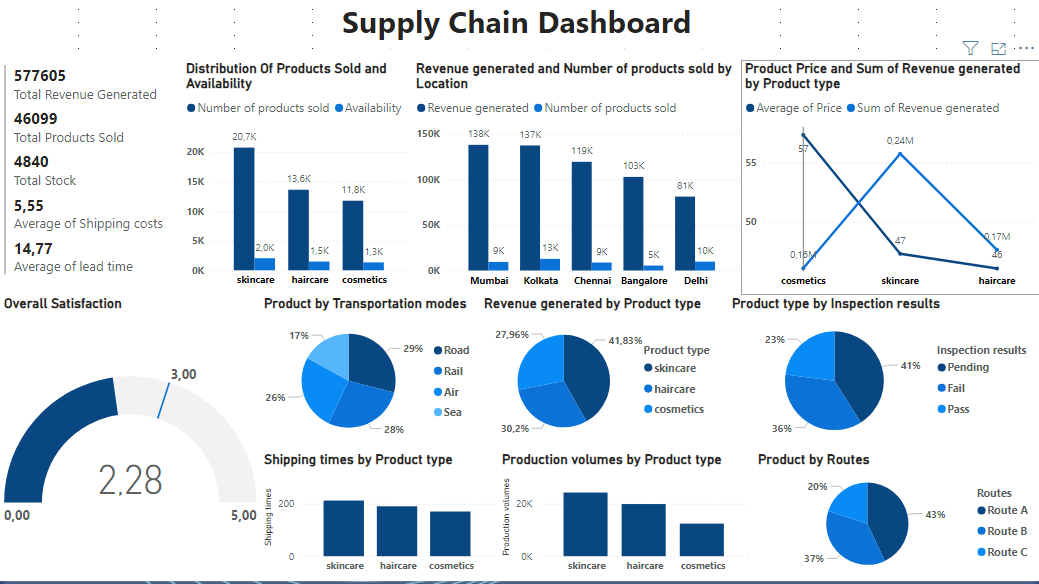 Supply Chain Dashboard
577605
Total Revenue Generated
46099
Total Products Sold
4840
Total Stock
5,55
Average of Shipping costs
14,77
Average of lead time
Distribution Of Products Sold and
Availability
Number of products sold Availability
20K
15K
10K
5K
0K
20,7K
2,0K
13,6K
1,5K
11,8K
1,3K
skincare haircare cosmetics
Revenue generated and Number of products sold by
Location
Revenue generated Number of products sold
150K
100K
50K
0K
138K
9K
137K
13K
119K
9K
103K
5K
81K
10K
Mumbai Kolkata Chennai Bangalore Delhi
Product Price and Sum of Revenue generated
by Product type
Average of Price Sum of Revenue generated
55
50
57
0,24M
0,16M
47
0,17M
46
cosmetics skincare haircare
Overall Satisfaction
3,00
2,28
0,00 5,00
Product by Transportation modes
17%
29%
26%
28%
Road
Rail
Air
Sea
Revenue generated by Product type
27,96%
41,83%
30,2%
Product type
skincare
haircare
cosmetics
Product type by Inspection results
23%
41%
36%
Inspection results
Pending
Fail
Pass
Shipping times by Product type
Shipping times
200
0
skincare haircare cosmetics
Production volumes by Product type
Production volumes
20K
0K
skincare haircare cosmetics
Product by Routes
20%
43%
37%
Routes
Route A
Route B
Route C